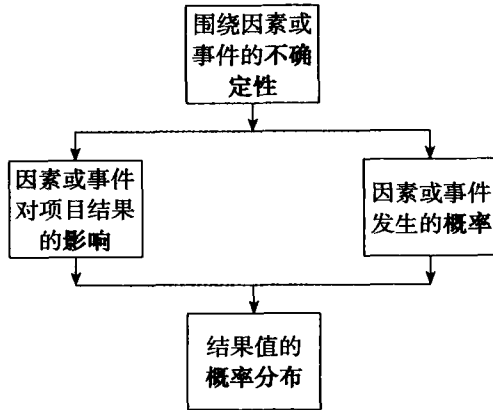 围绕因素或
事件的不确
定性
因素或事件
对项目结果
的影响
因素或事件
发生的概率
结果值的
概率分布